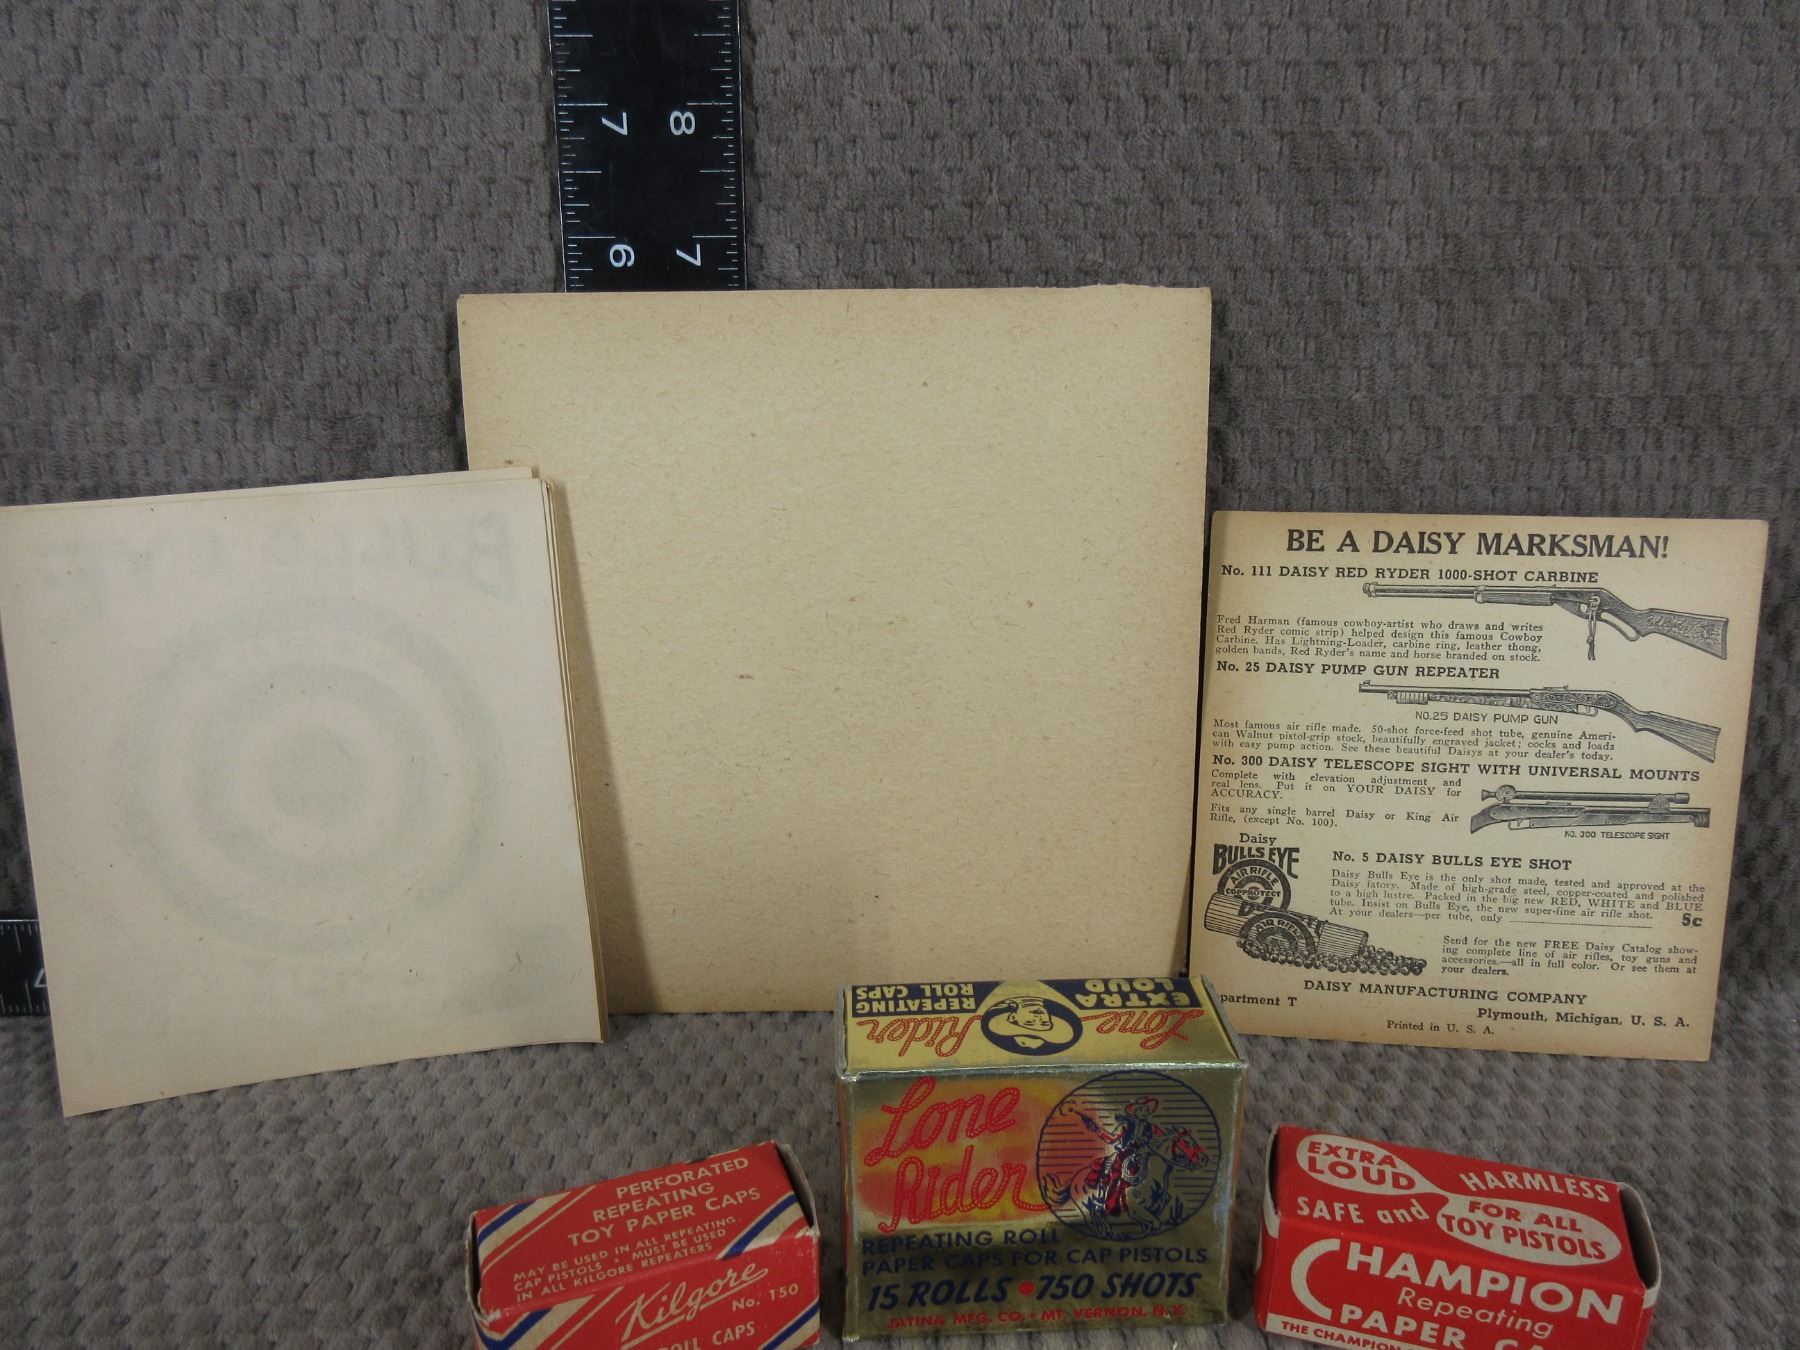 7 8
6 7
7
BULLS EYE
BE A DAISY MARKSMAN!
No. 111 DAISY RED RYDER 1000-SHOT CARBINE
Fred Harman (famous cowboy-artist who draws and writes
Red Ryder comic strip) helped design this famous Cowboy
Carbine. Has Lightning-Loader, carbine ring, leather thong,
golden bands, Red Ryder's name and horse branded on stock.
No. 25 DAISY PUMP GUN REPEATER
NO.25 DAISY PUMP GUN
Most famous air rifle made. 50-shot force-feed shot tube, genuine Ameri-
can Walnut pistol-grip stock, beautifully engraved jacket; cocks and loads
with easy pump action. See these beautiful Daisys at your dealer's today.
No. 300 DAISY TELESCOPE SIGHT WITH UNIVERSAL MOUNTS
Complete with elevation adjustment and
real lens. Put it on YOUR DAISY for
ACCURACY.
Fits any single barrel Daisy or King Air
Rifle, (except No. 100).
NO. 300 TELESCOPE SIGHT
Daisy
BULLS EYE
AIR RIFLE
COPPROTECT
AIR RIFLE
No. 5 DAISY BULLS EYE SHOT
Daisy Bulls Eye is the only shot made, tested and approved at the
Daisy fatory. Made of high-grade steel, copper-coated and polished
to a high lustre. Packed in the big new RED, WHITE and BLUE
tube. Insist on Bulls Eye, the new super-fine air rifle shot.
At your dealers—per tube, only 5c
Send for the new FREE Daisy Catalog show-
ing complete line of air rifles, toy guns and
accessories.—all in full color. Or see them at
your dealers.
DAISY MANUFACTURING COMPANY
partment T
Plymouth, Michigan, U. S. A.
Printed in U. S. A.
EXTRA LOUD
REPEATING ROLL CAPS
Lone Rider
Lone
Rider
REPEATING ROLL
PAPER CAPS FOR CAP PISTOLS
15 ROLLS • 750 SHOTS
JATINA MFG. CO. • MT. VERNON, N.Y.
PERFORATED
REPEATING
TOY PAPER CAPS
MAY BE USED IN ALL REPEATING
CAP PISTOLS · MUST BE USED
IN ALL KILGORE REPEATERS
Kilgore
No. 150
ROLL CAPS
EXTRA
LOUD
HARMLESS
SAFE and
FOR ALL
TOY PISTOLS
CHAMPION
Repeating
PAPER CA
THE CHAMPION